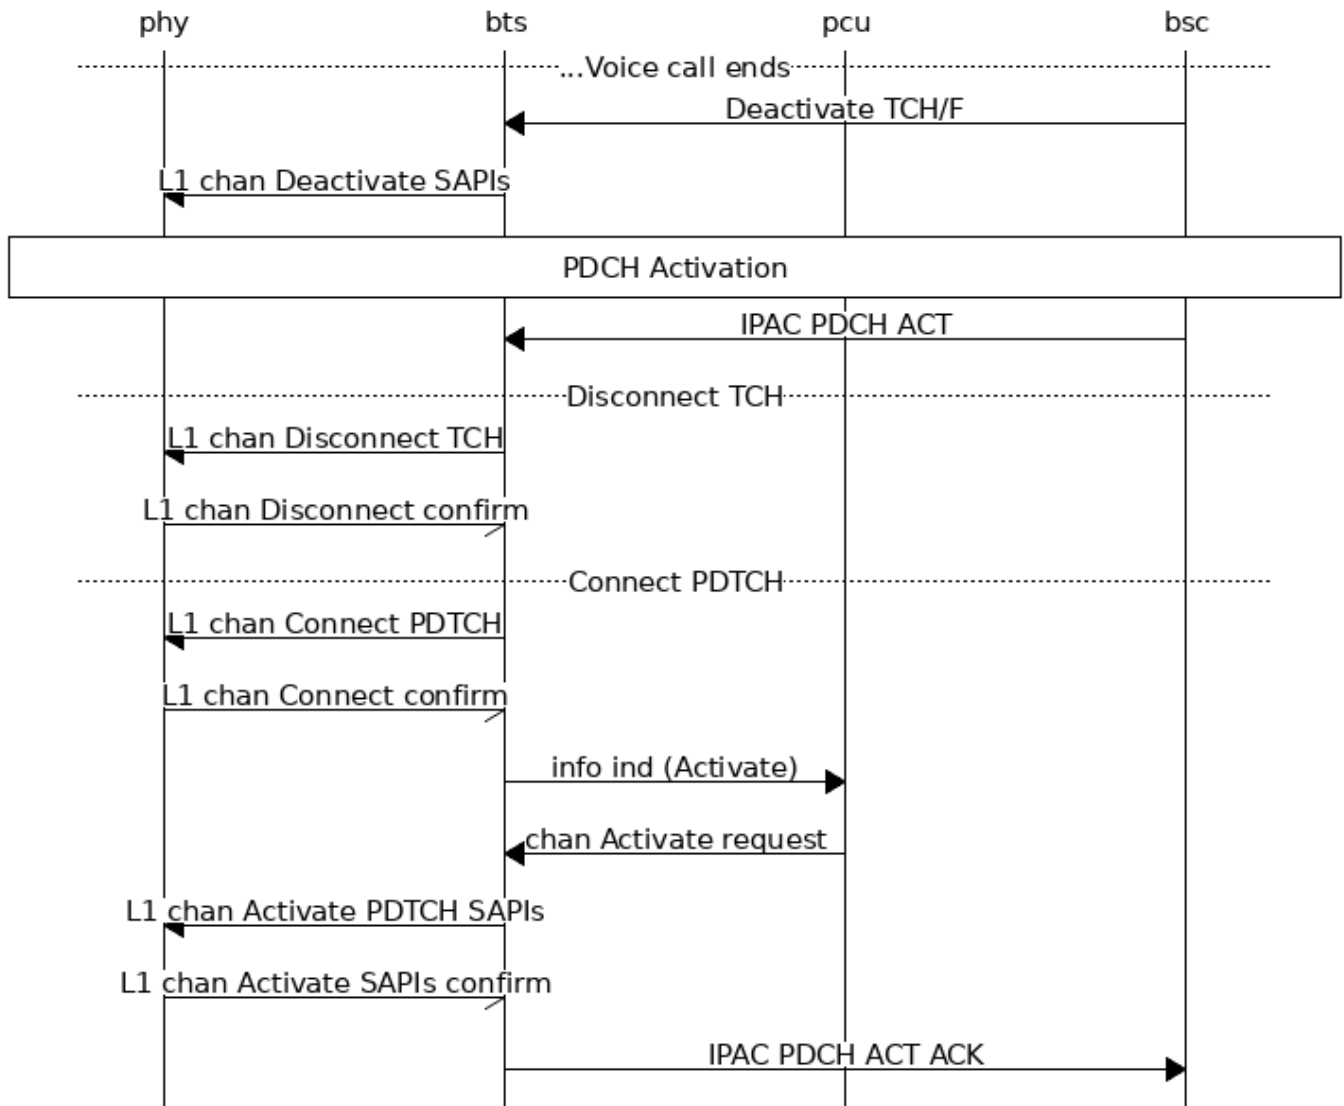 phy bts pcu bsc
...Voice call ends
Deactivate TCH/F
L1 chan Deactivate SAPIs
PDCH Activation
IPAC PDCH ACT
Disconnect TCH
L1 chan Disconnect TCH
L1 chan Disconnect confirm
Connect PDTCH
L1 chan Connect PDTCH
L1 chan Connect confirm
info ind (Activate)
chan Activate request
L1 chan Activate PDTCH SAPIs
L1 chan Activate SAPIs confirm
IPAC PDCH ACT ACK